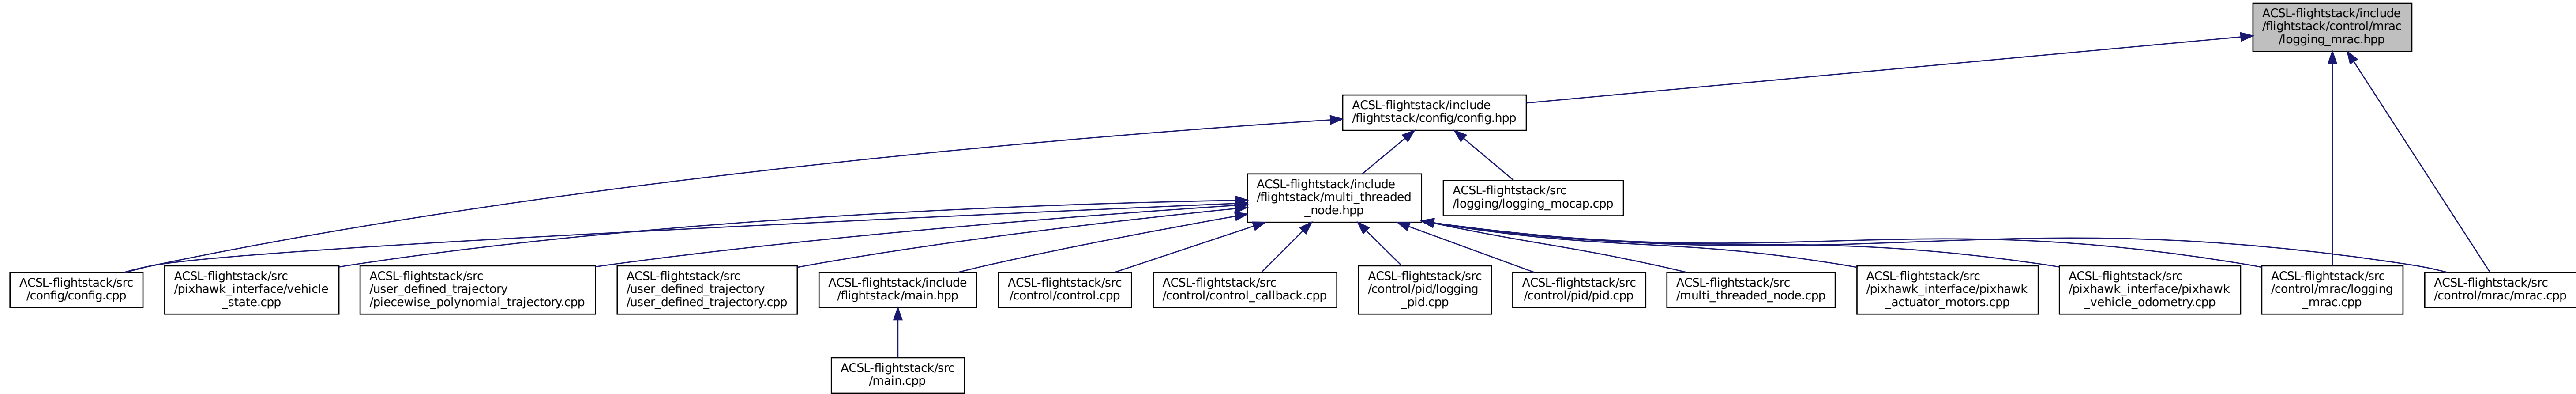 ACSL-flightstack/include
/flightstack/control/mrac
/logging_mrac.hpp
ACSL-flightstack/include
/flightstack/config/config.hpp
ACSL-flightstack/include
/flightstack/multi_threaded
_node.hpp
ACSL-flightstack/src
/logging/logging_mocap.cpp
ACSL-flightstack/src
/config/config.cpp
ACSL-flightstack/src
/pixhawk_interface/vehicle
_state.cpp
ACSL-flightstack/src
/user_defined_trajectory
/piecewise_polynomial_trajectory.cpp
ACSL-flightstack/src
/user_defined_trajectory
/user_defined_trajectory.cpp
ACSL-flightstack/include
/flightstack/main.hpp
ACSL-flightstack/src
/control/control.cpp
ACSL-flightstack/src
/control/control_callback.cpp
ACSL-flightstack/src
/control/pid/logging
_pid.cpp
ACSL-flightstack/src
/control/pid/pid.cpp
ACSL-flightstack/src
/multi_threaded_node.cpp
ACSL-flightstack/src
/pixhawk_interface/pixhawk
_actuator_motors.cpp
ACSL-flightstack/src
/pixhawk_interface/pixhawk
_vehicle_odometry.cpp
ACSL-flightstack/src
/control/mrac/logging
_mrac.cpp
ACSL-flightstack/src
/control/mrac/mrac.cpp
ACSL-flightstack/src
/main.cpp